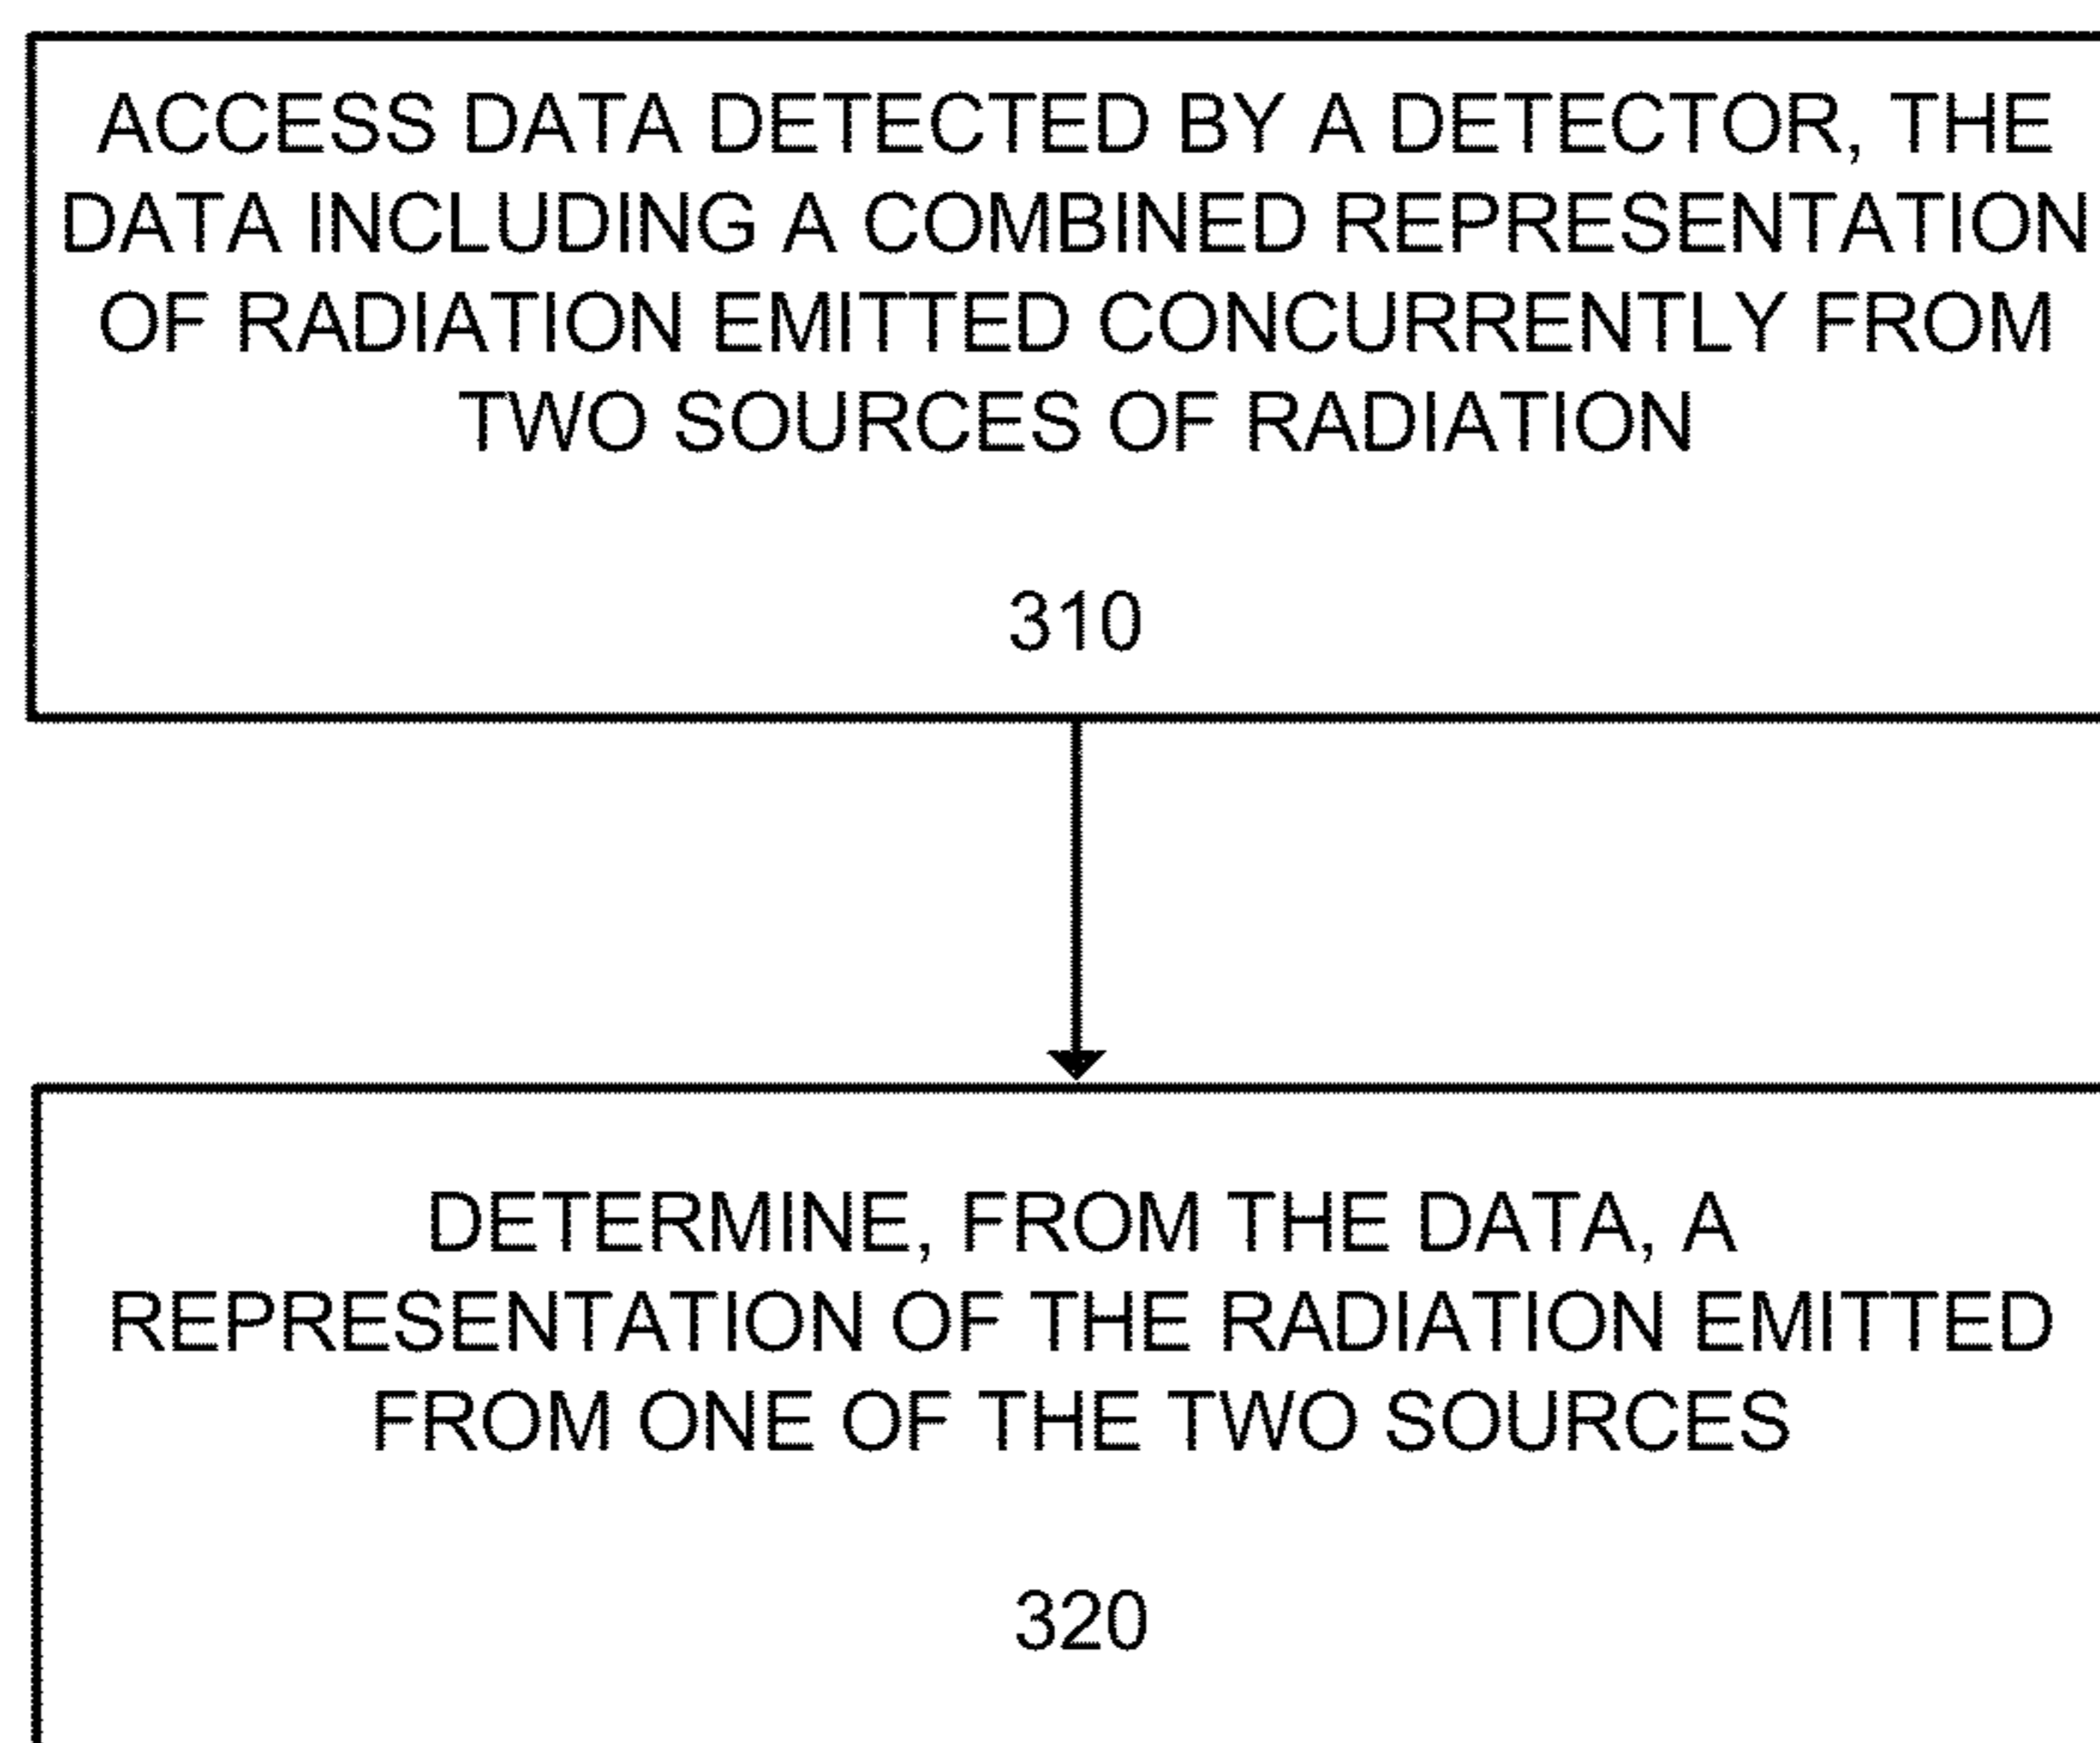 ACCESS DATA DETECTED BY A DETECTOR, THE
DATA INCLUDING A COMBINED REPRESENTATION
OF RADIATION EMITTED CONCURRENTLY FROM
TWO SOURCES OF RADIATION
310
DETERMINE, FROM THE DATA, A
REPRESENTATION OF THE RADIATION EMITTED
FROM ONE OF THE TWO SOURCES
320